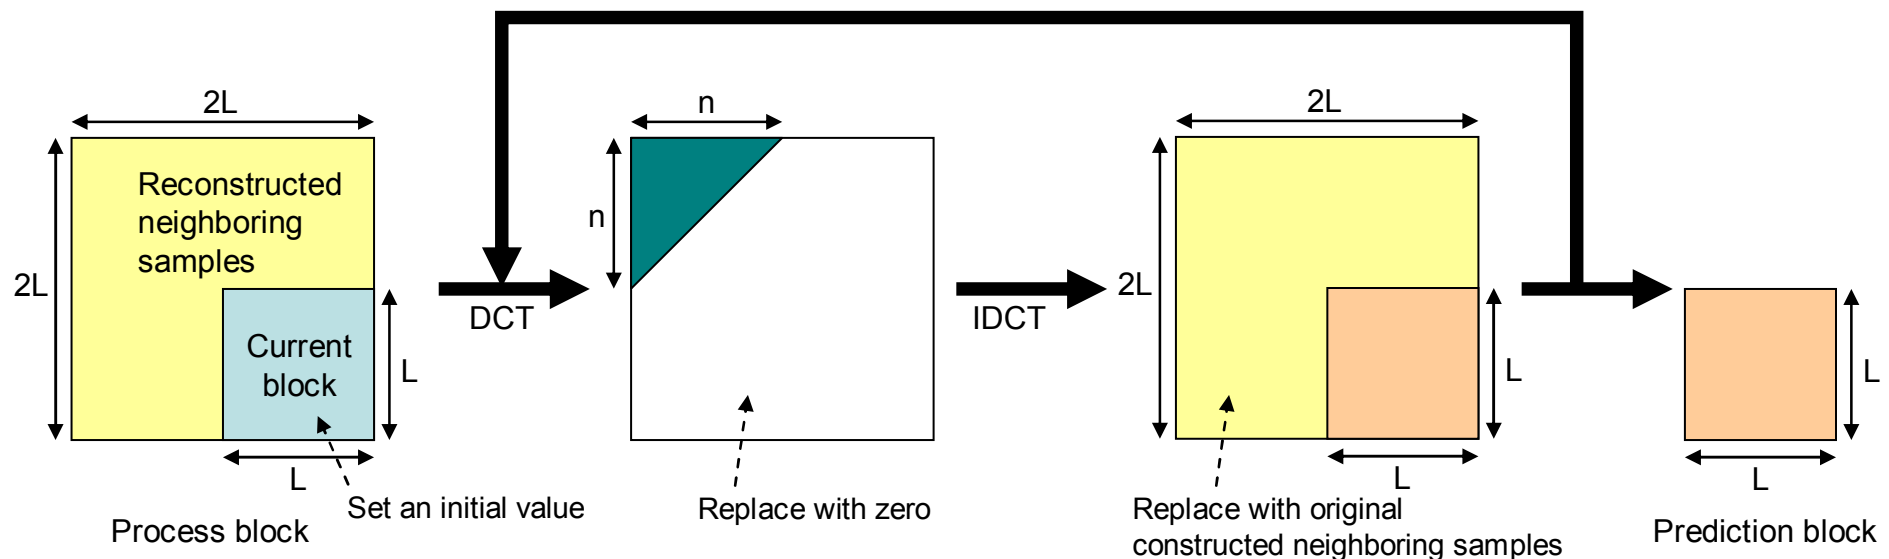 2L
2L
Reconstructed
neighboring
samples
Current
block
L
L
Set an initial value
Process block
DCT
n
n
Replace with zero
IDCT
2L
2L
L
L
Replace with original
constructed neighboring samples
L
L
Prediction block